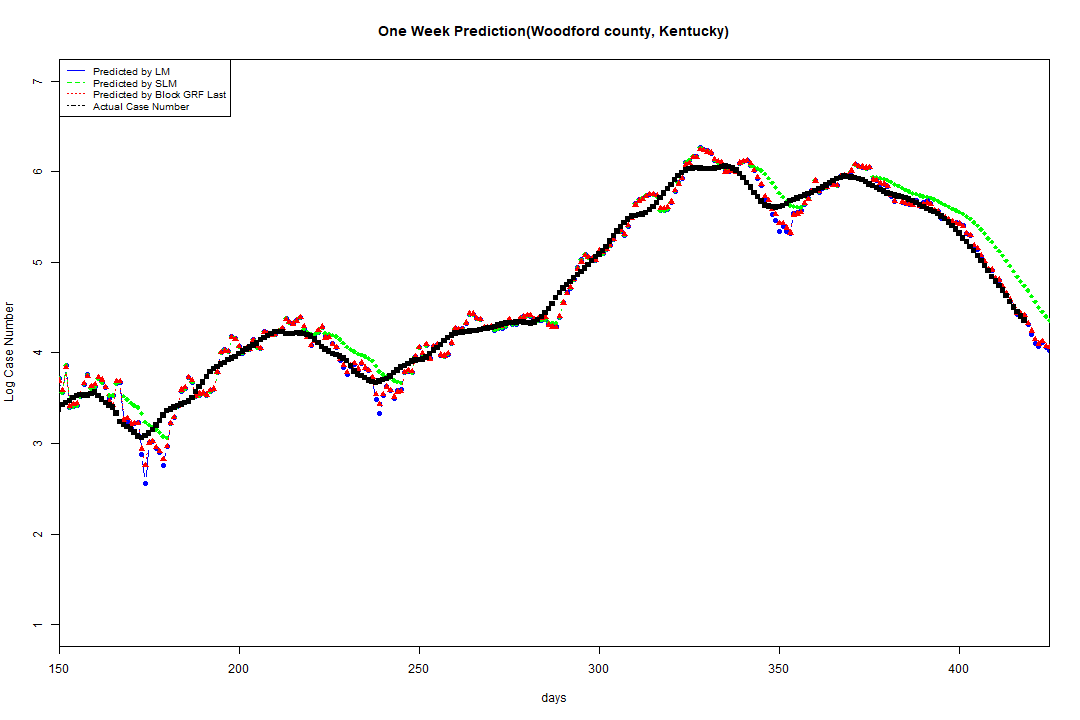 One Week Prediction(Woodford county, Kentucky)
Predicted by LM
Predicted by SLM
Predicted by Block GRF Last
Actual Case Number
7
6
5
4
3
2
1
Log Case Number
150 200 250 300 350 400
days